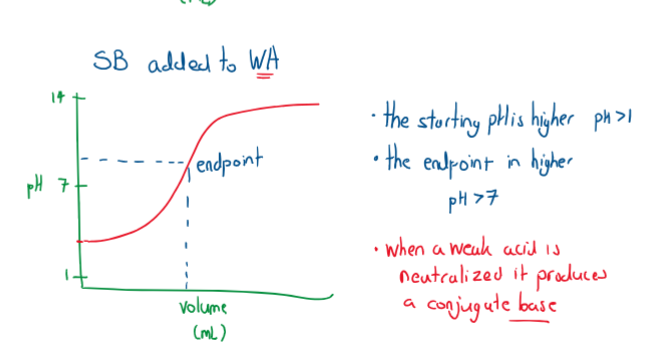 (mL)
SB added to WA
14
endpoint
pH 7
1
volume
(mL)
• the starting pH is higher pH >1
• the endpoint in higher
pH >7
• when a weak acid is
neutralized it produces
a conjugate base